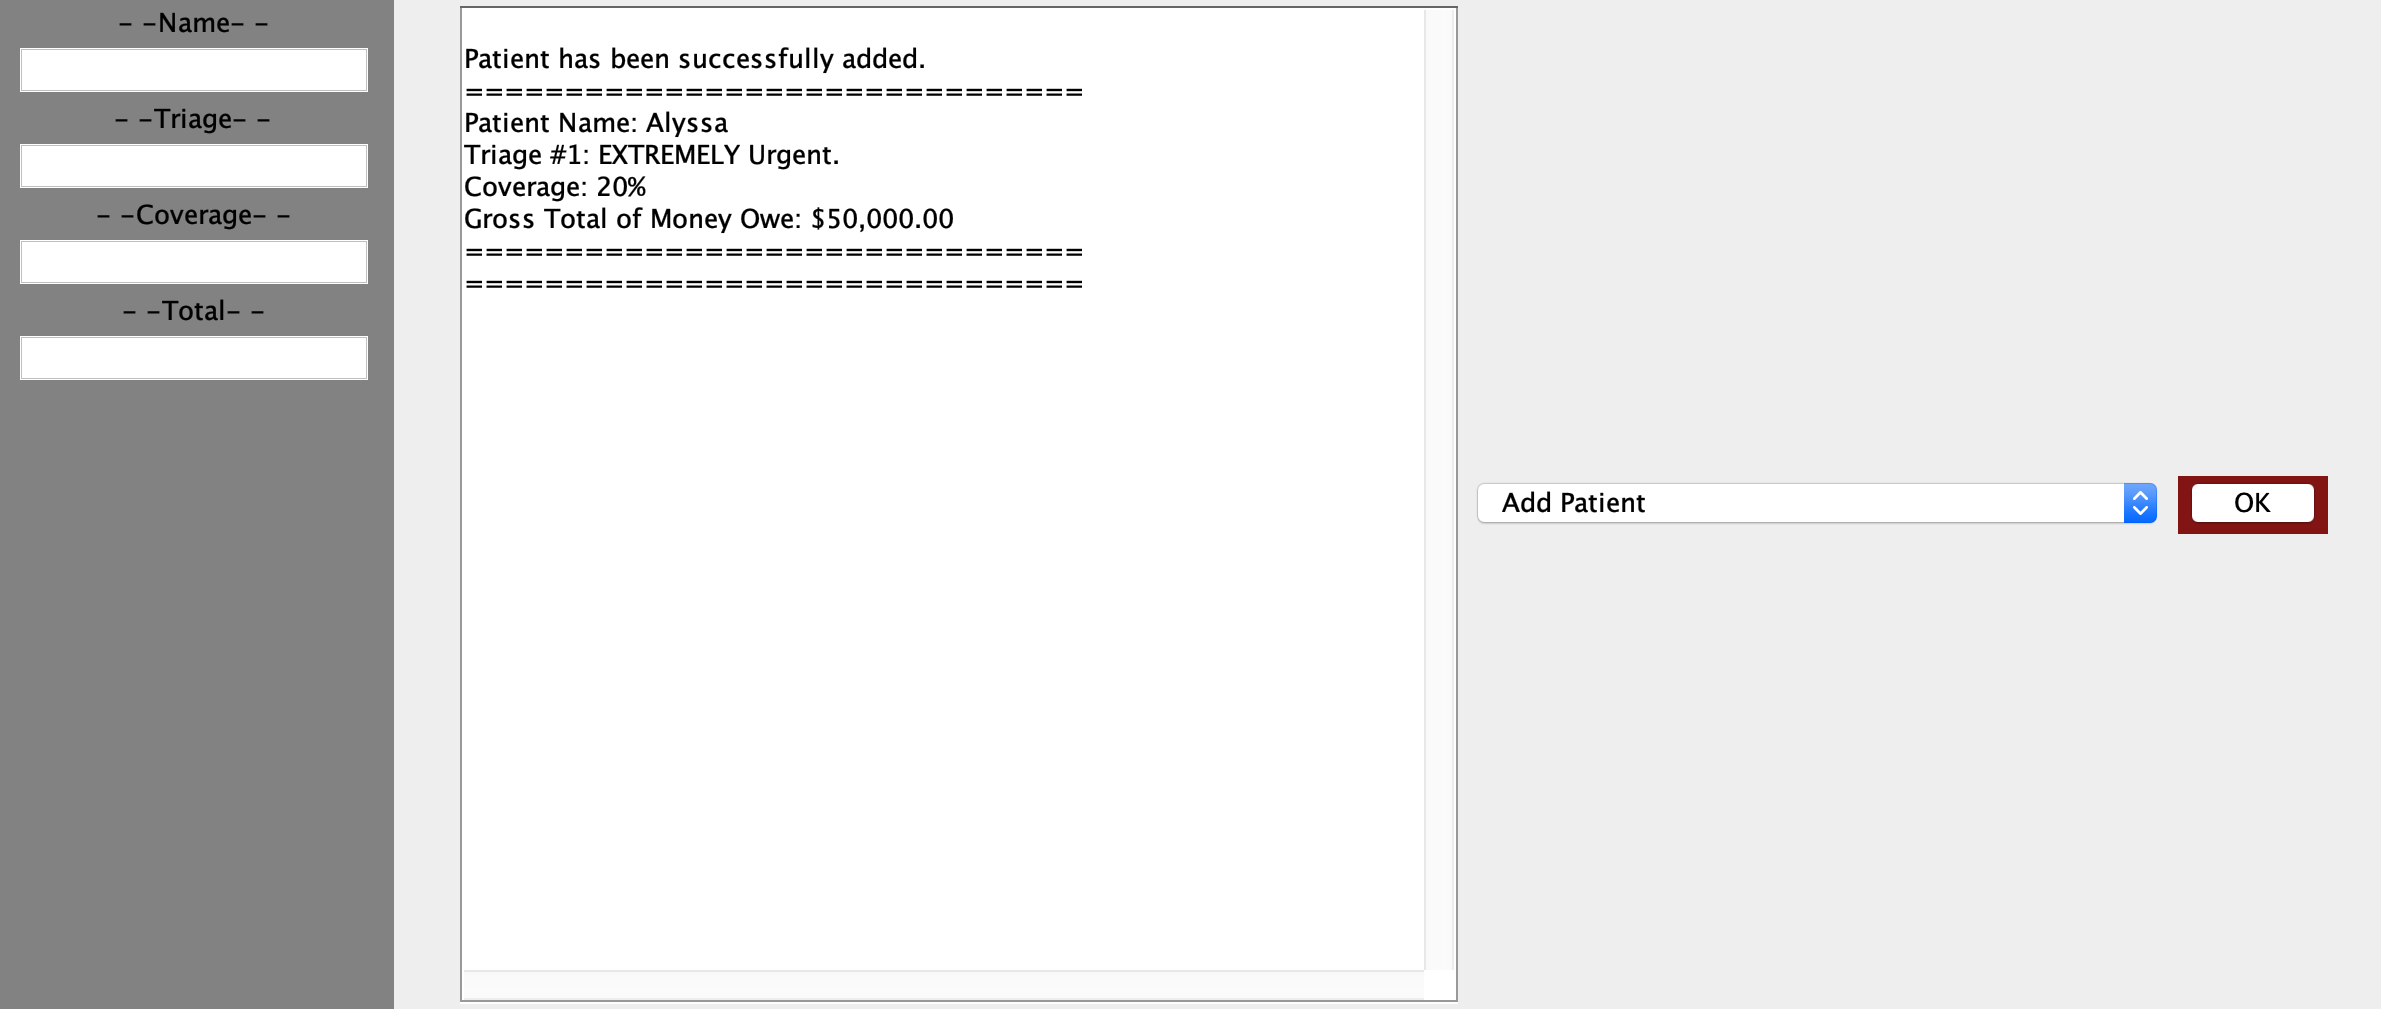 - -Name- -
- -Triage- -
- -Coverage- -
- -Total- -
Patient has been successfully added.
===============================
Patient Name: Alyssa
Triage #1: EXTREMELY Urgent.
Coverage: 20%
Gross Total of Money Owe: $50,000.00
===============================
===============================
Add Patient
OK